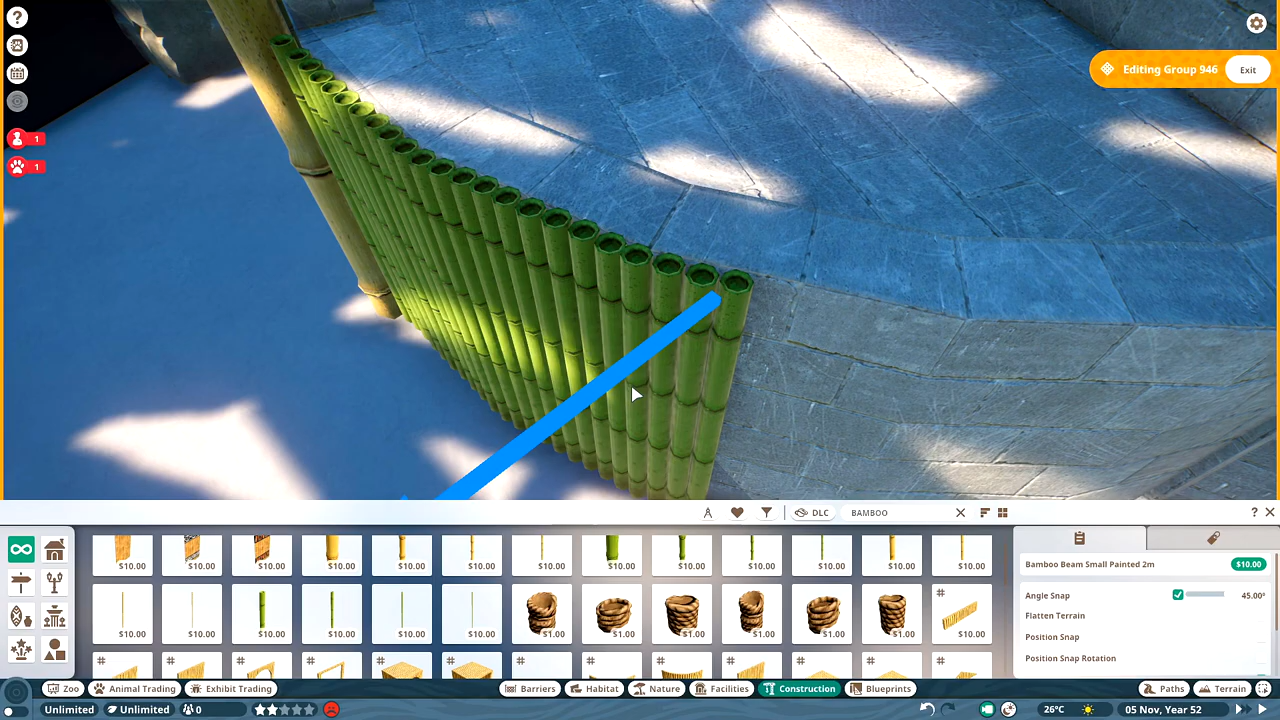 ?
Editing Group 946 Exit
1
1
DLC BAMBOO
?
$10.00 $10.00 $10.00 $10.00 $10.00 $10.00 $10.00 $10.00 $10.00 $10.00 $10.00 $10.00 $10.00
Bamboo Beam Small Painted 2m $10.00
$10.00 $10.00 $10.00 $10.00 $10.00 $10.00 $1.00 $1.00 $1.00 $1.00 $1.00 $1.00 $10.00
Angle Snap 45.00°
Flatten Terrain
Position Snap
Position Snap Rotation
# # # # # # # # # # # # #
Zoo Animal Trading Exhibit Trading Barriers Habitat Nature Facilities Construction Blueprints Paths Terrain
Unlimited Unlimited 0 26°C 05 Nov, Year 52